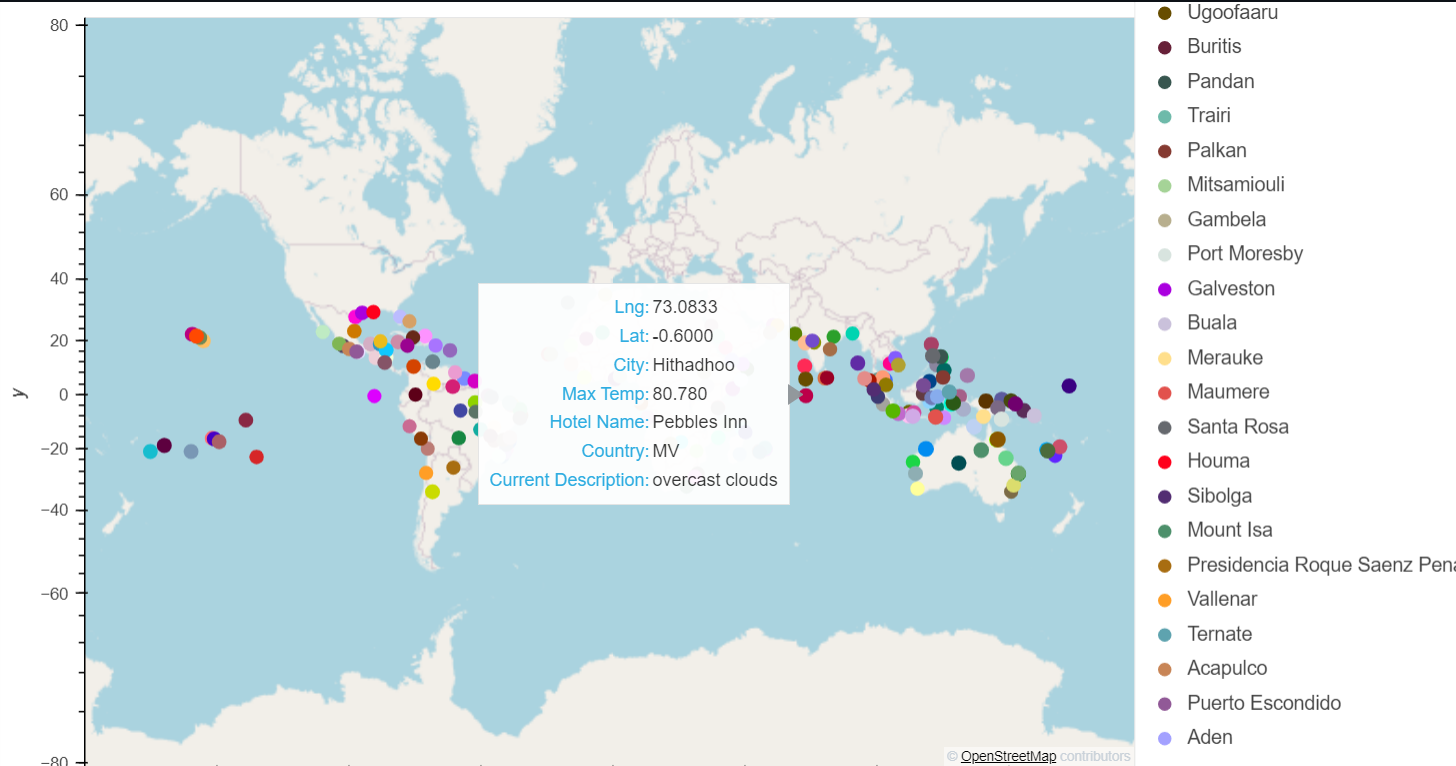 80
60
40
20
0
−20
−40
−60
−80
y
Lng: 73.0833
Lat: -0.6000
City: Hithadhoo
Max Temp: 80.780
Hotel Name: Pebbles Inn
Country: MV
Current Description: overcast clouds
© OpenStreetMap contributors
Ugoofaaru
Buritis
Pandan
Trairi
Palkan
Mitsamiouli
Gambela
Port Moresby
Galveston
Buala
Merauke
Maumere
Santa Rosa
Houma
Sibolga
Mount Isa
Presidencia Roque Saenz Pena
Vallenar
Ternate
Acapulco
Puerto Escondido
Aden